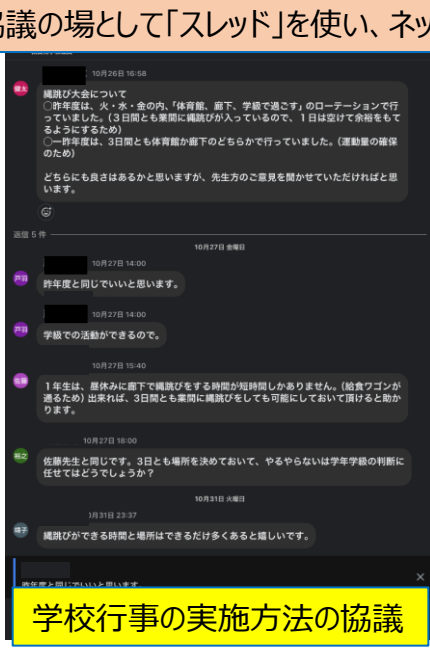 協議の場として「スレッド」を使い、ネッ
10月26日 16:58
健太
縄跳び大会について
○昨年度は、火・水・金の内、「体育館、廊下、学級で過ごす」のローテーションで行
っていました。（3日間とも業間に縄跳びが入っているので、1日は空けて余裕をもて
るようにするため）
○一昨年度は、3日間とも体育館か廊下のどちらかで行っていました。（運動量の確保
のため）
どちらにも良さはあるかと思いますが、先生方のご意見を聞かせていただければと思
います。
返信 5 件
10月27日 金曜日
10月27日 14:00
戸羽
昨年度と同じでいいと思います。
10月27日 14:00
戸羽
学級での活動ができるので。
10月27日 15:40
佐藤
1年生は、昼休みに廊下で縄跳びをする時間が短時間しかありません。（給食ワゴンが
通るため）出来れば、3日間とも業間に縄跳びをしても可能にしておいて頂けると助か
ります。
10月27日 16:00
裕之
佐藤先生と同じです。3日とも場所を決めておいて、やるやらないは学年学級の判断に
任せてはどうでしょうか？
10月31日 火曜日
月31日 23:37
縄跳びができる時間と場所はできるだけ多くあると嬉しいです。
昨年度と同じでいいと思います
学校行事の実施方法の協議